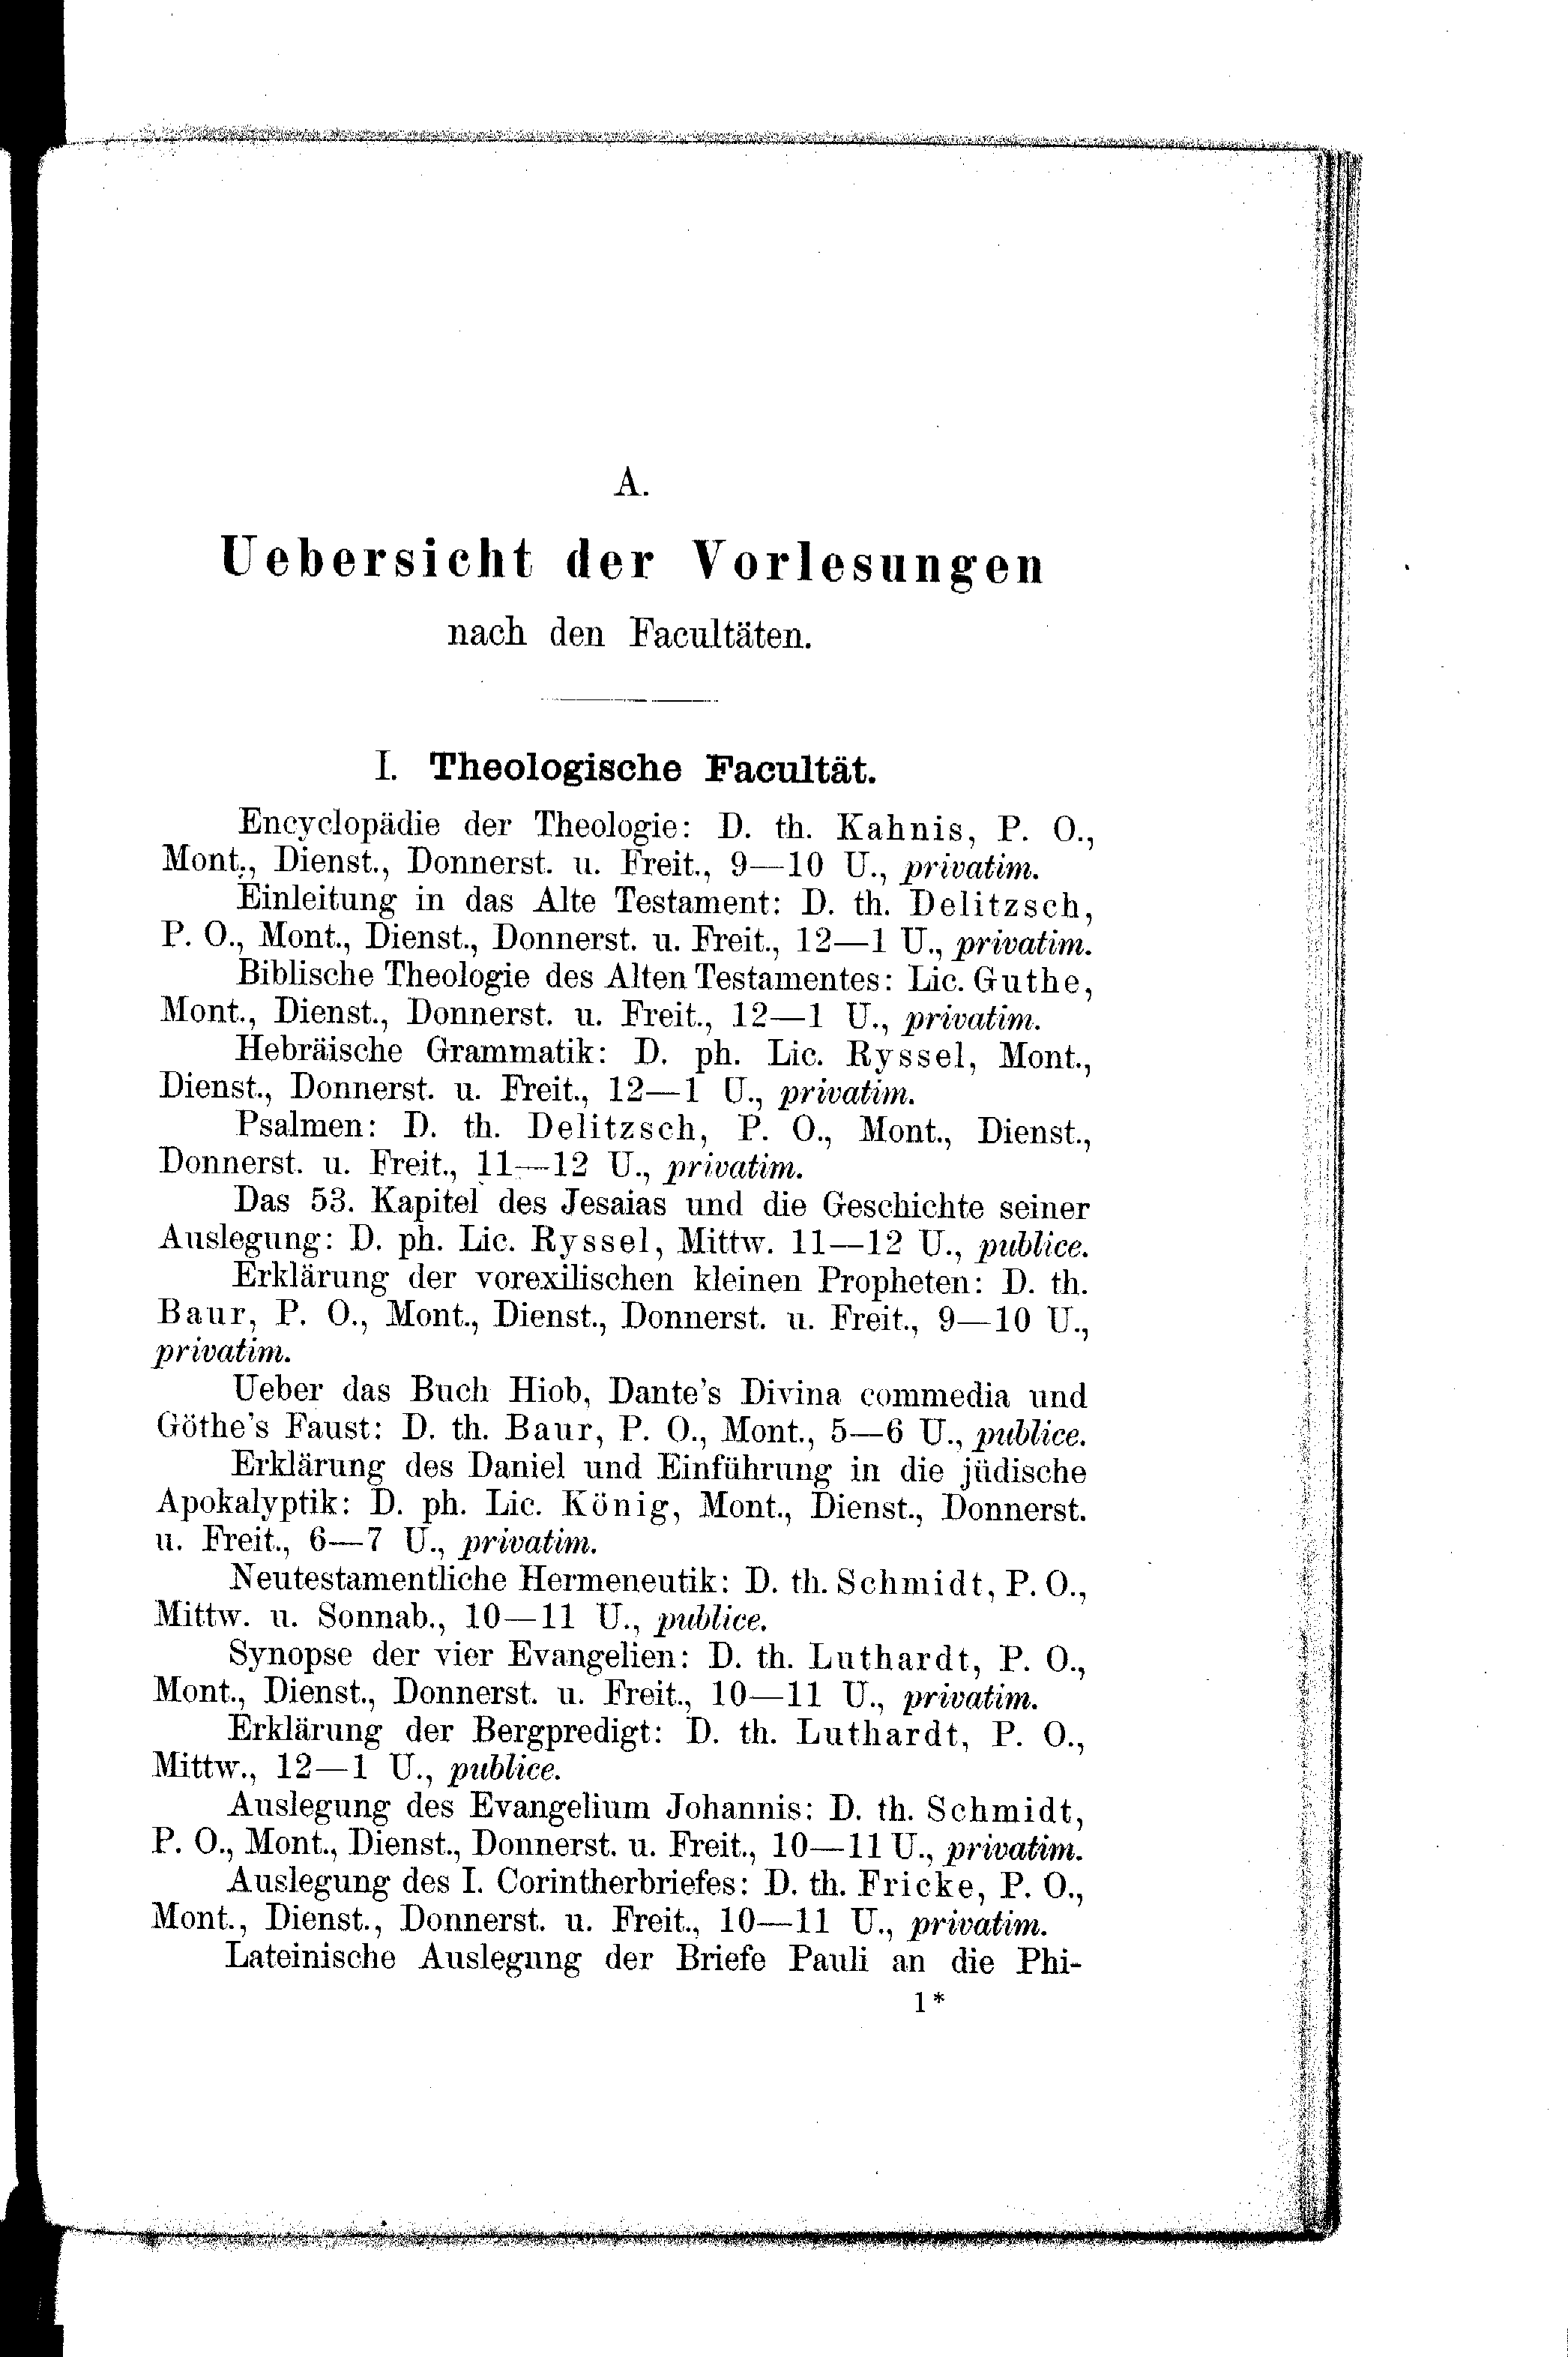 A.
Uebersicht der Vorlesungen
nach den Facultäten.
I. Theologische Facultät.
Encyclopädie der Theologie: D. th. Kahnis, P. O.,
Mont., Dienst., Donnerst. u. Freit., 9—10 U., privatim.
Einleitung in das Alte Testament: D. th. Delitzsch,
P. O., Mont., Dienst., Donnerst. u. Freit., 12—1 U., privatim.
Biblische Theologie des Alten Testamentes: Lic. Guthe,
Mont., Dienst., Donnerst. u. Freit., 12—1 U., privatim.
Hebräische Grammatik: D. ph. Lic. Ryssel, Mont.,
Dienst., Donnerst. u. Freit., 12—1 U., privatim.
Psalmen: D. th. Delitzsch, P. O., Mont., Dienst.,
Donnerst. u. Freit., 11—12 U., privatim.
Das 53. Kapitel des Jesaias und die Geschichte seiner
Auslegung: D. ph. Lic. Ryssel, Mittw. 11—12 U., publice.
Erklärung der vorexilischen kleinen Propheten: D. th.
Baur, P. O., Mont., Dienst., Donnerst. u. Freit., 9—10 U.,
privatim.
Ueber das Buch Hiob, Dante's Divina commedia und
Göthe's Faust: D. th. Baur, P. O., Mont., 5—6 U., publice.
Erklärung des Daniel und Einführung in die jüdische
Apokalyptik: D. ph. Lic. König, Mont., Dienst., Donnerst.
u. Freit., 6—7 U., privatim.
Neutestamentliche Hermeneutik: D. th. Schmidt, P. O.,
Mittw. u. Sonnab., 10—11 U., publice.
Synopse der vier Evangelien: D. th. Luthardt, P. O.,
Mont., Dienst., Donnerst. u. Freit., 10—11 U., privatim.
Erklärung der Bergpredigt: D. th. Luthardt, P. O.,
Mittw., 12—1 U., publice.
Auslegung des Evangelium Johannis: D. th. Schmidt,
P. O., Mont., Dienst., Donnerst. u. Freit., 10—11 U., privatim.
Auslegung des I. Corintherbriefes: D. th. Fricke, P. O.,
Mont., Dienst., Donnerst. u. Freit., 10—11 U., privatim.
Lateinische Auslegung der Briefe Pauli an die Phi-
1*